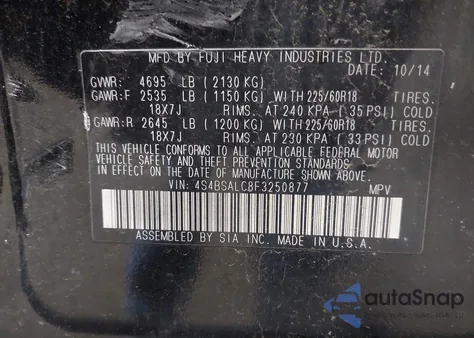 MFD. BY FUJI HEAVY INDUSTRIES LTD.
DATE: 10/14
GVWR: 4695 LB (2130 KG)
GAWR:F 2535 LB (1150 KG) WITH 225/60R18 TIRES.
18X7J RIMS. AT 240 KPA (35 PSI) COLD
GAWR:R 2645 LB (1200 KG) WITH 225/60R18 TIRES.
18X7J RIMS. AT 230 KPA (33 PSI) COLD
THIS VEHICLE CONFORMS TO ALL APPLICABLE FEDERAL MOTOR
VEHICLE SAFETY AND THEFT PREVENTION STANDARDS IN EFFECT ON THE
DATE OF MANUFACTURE SHOWN ABOVE.
VIN: 4S4BSALC8F3250877 MPV
ASSEMBLED BY SIA INC. MADE IN U.S.A.
autoSnap